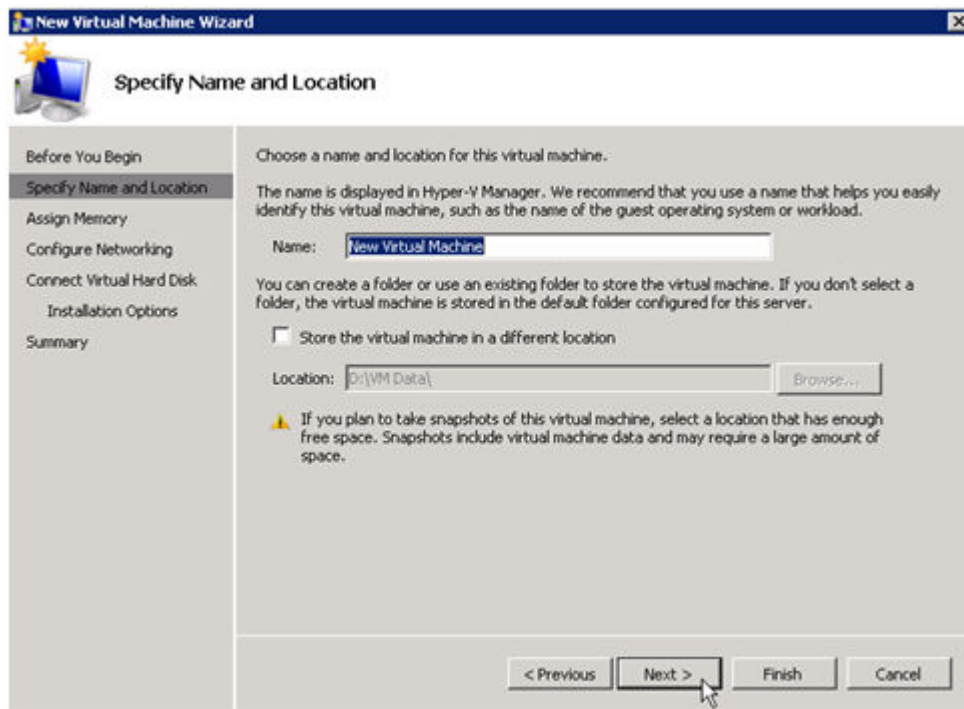 New Virtual Machine Wizard
Specify Name and Location
Before You Begin
Specify Name and Location
Assign Memory
Configure Networking
Connect Virtual Hard Disk
Installation Options
Summary
Choose a name and location for this virtual machine.
The name is displayed in Hyper-V Manager. We recommend that you use a name that helps you easily
identify this virtual machine, such as the name of the guest operating system or workload.
Name: New Virtual Machine
You can create a folder or use an existing folder to store the virtual machine. If you don't select a
folder, the virtual machine is stored in the default folder configured for this server.
Store the virtual machine in a different location
Location: D:\VM Data\ Browse...
If you plan to take snapshots of this virtual machine, select a location that has enough
free space. Snapshots include virtual machine data and may require a large amount of
space.
< Previous Next > Finish Cancel